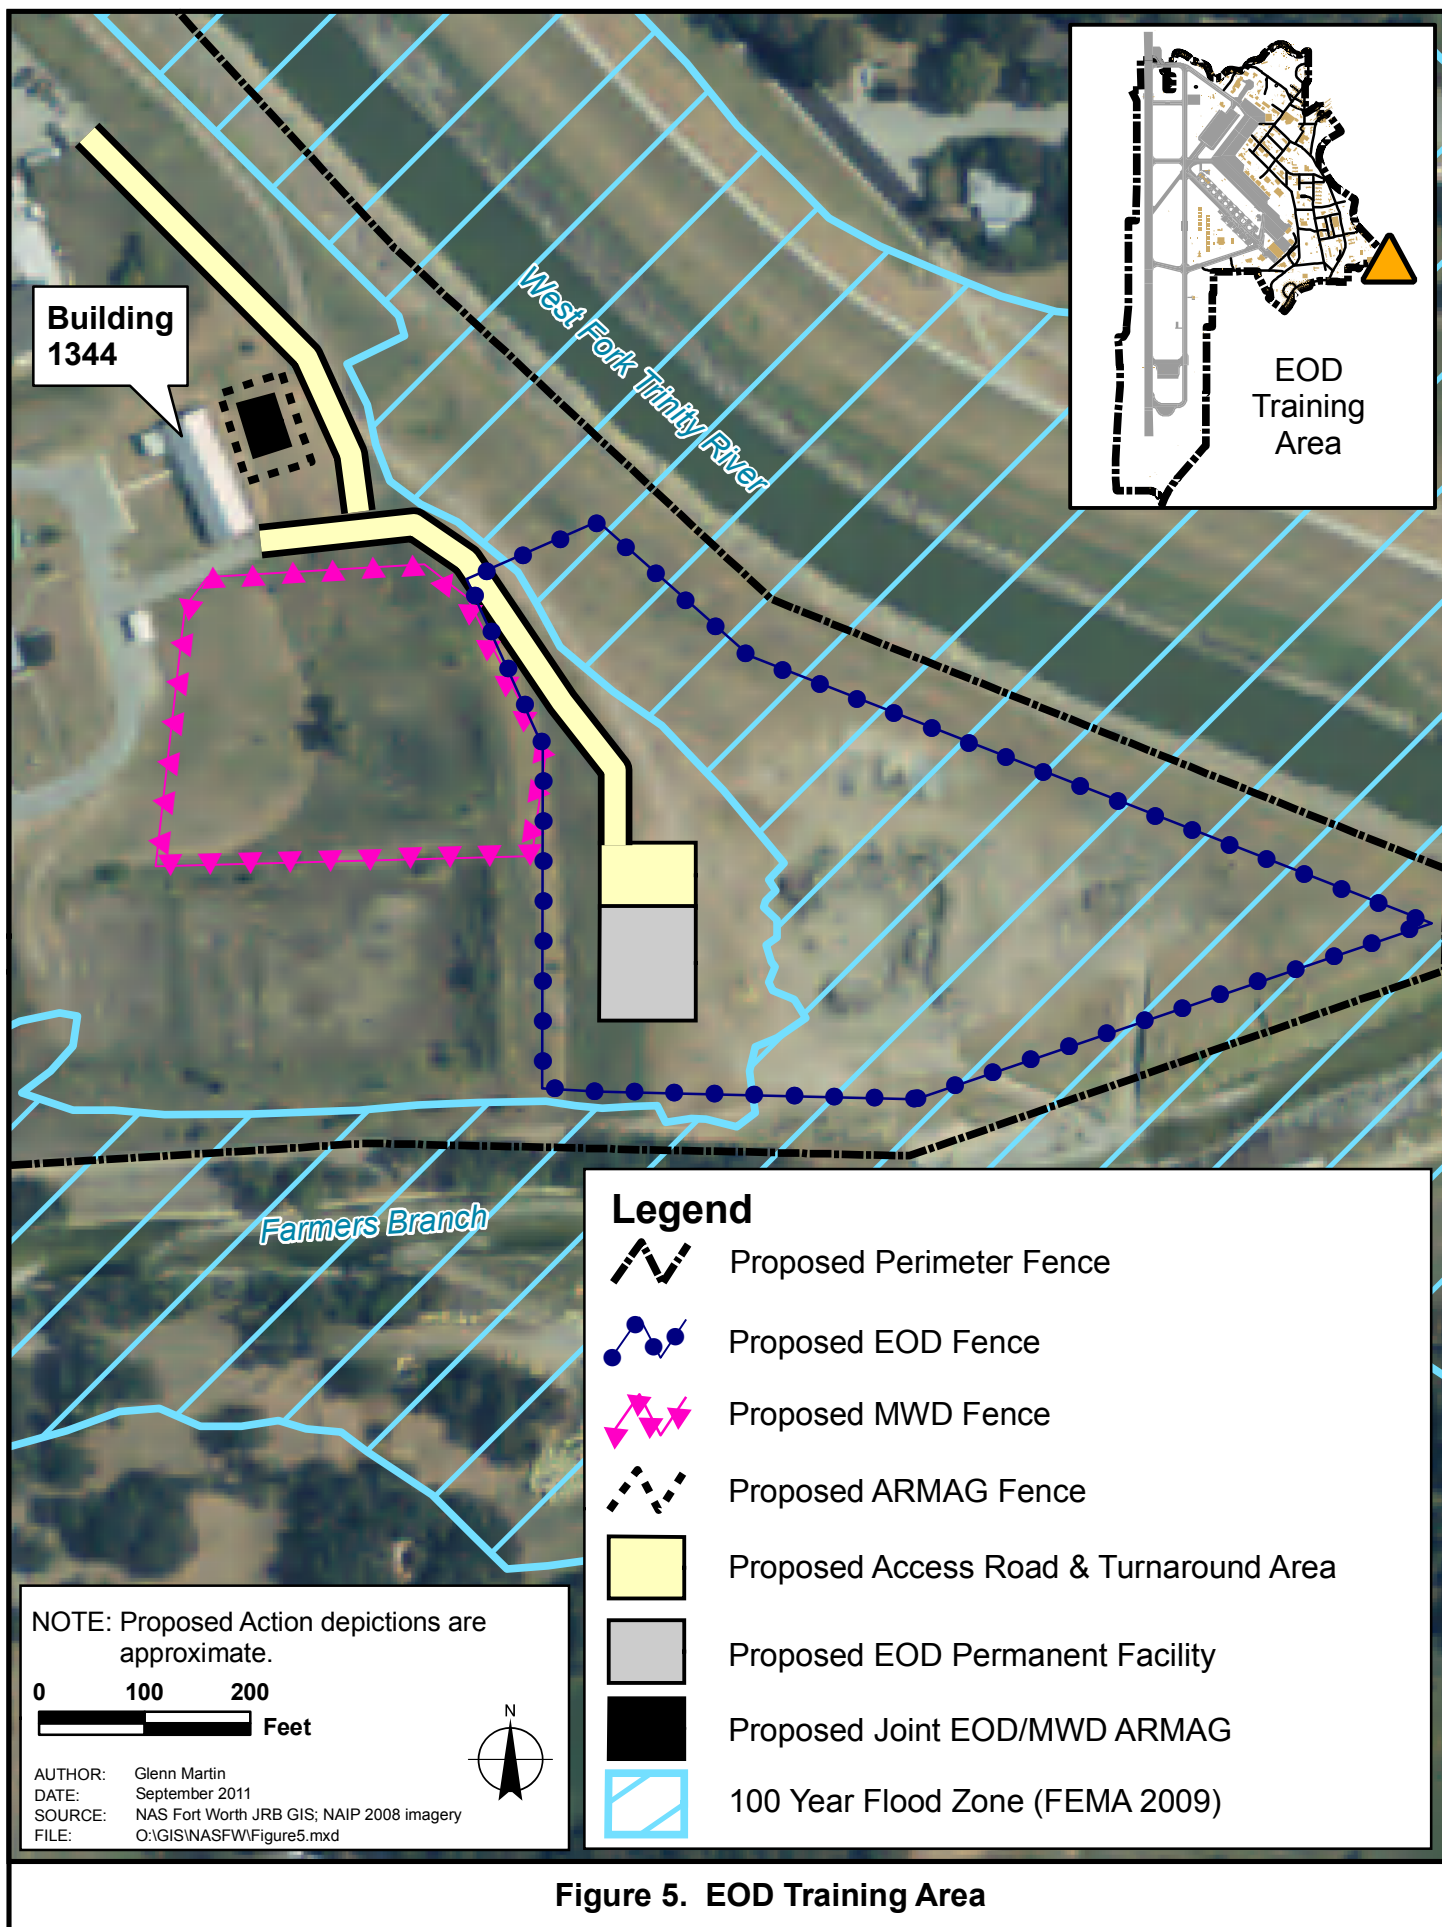 Building
1344
West Fork Trinity River
EOD
Training
Area
Farmers Branch
Legend
Proposed Perimeter Fence
Proposed EOD Fence
Proposed MWD Fence
Proposed ARMAG Fence
Proposed Access Road & Turnaround Area
Proposed EOD Permanent Facility
Proposed Joint EOD/MWD ARMAG
100 Year Flood Zone (FEMA 2009)
NOTE: Proposed Action depictions are
approximate.
0 100 200
Feet
N
AUTHOR: Glenn Martin
DATE: September 2011
SOURCE: NAS Fort Worth JRB GIS; NAIP 2008 imagery
FILE: O:\GIS\NASFW\Figure5.mxd
Figure 5. EOD Training Area